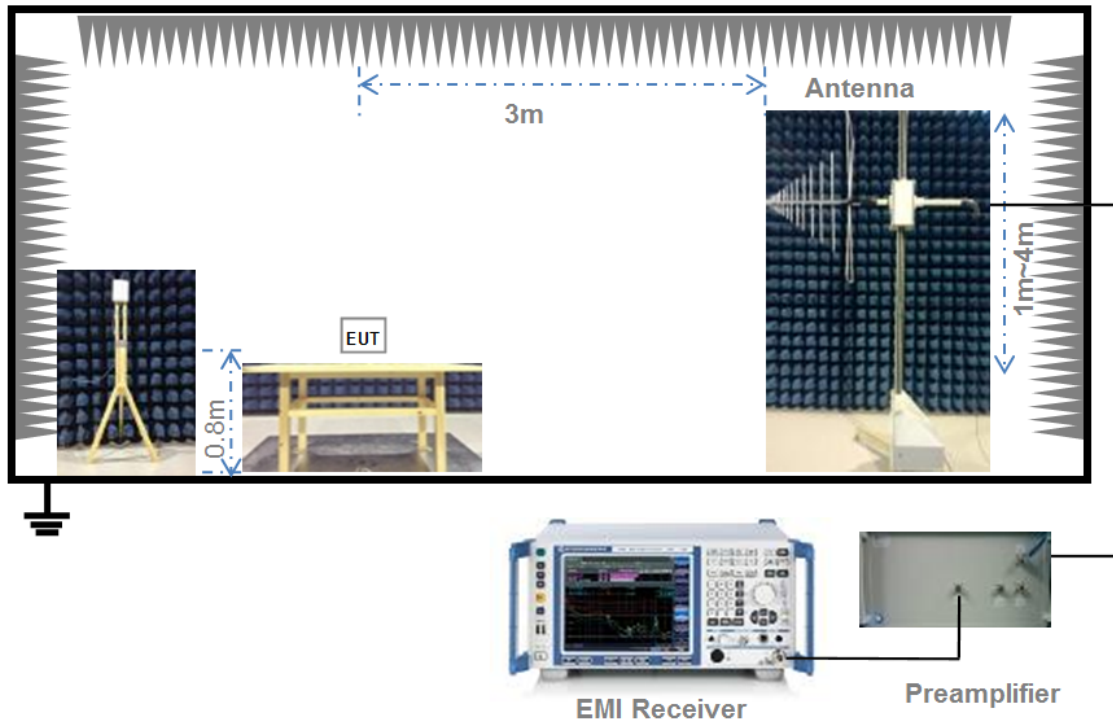 Antenna
3m
1m~4m
EUT
0.8m
EMI Receiver
Preamplifier